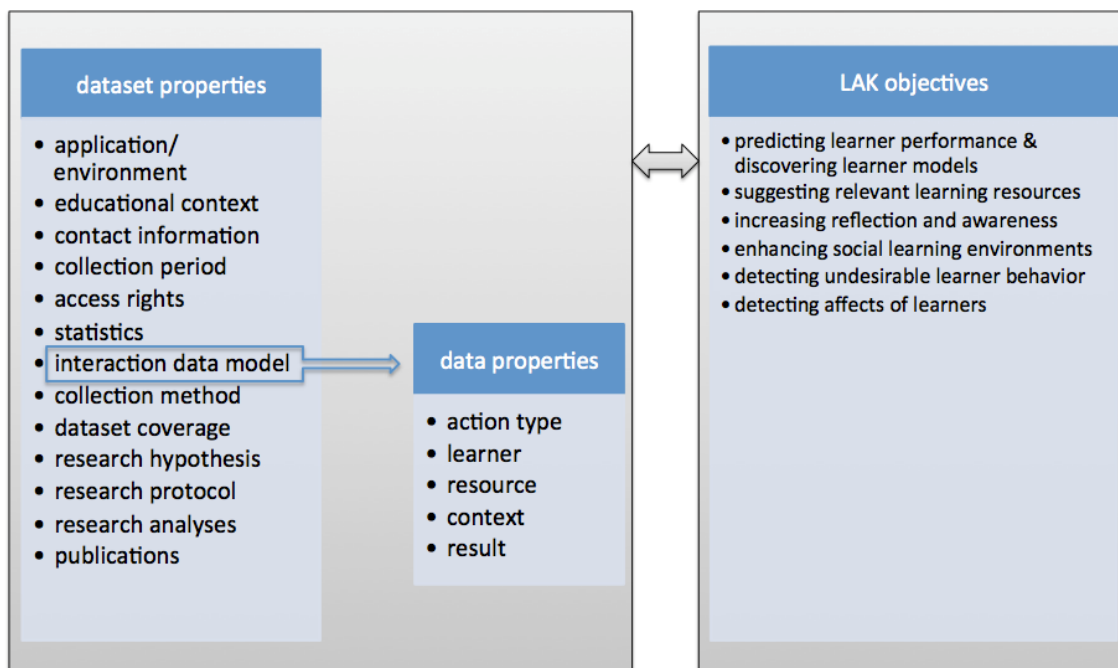 dataset properties
• application/
environment
• educational context
• contact information
• collection period
• access rights
• statistics
• interaction data model
• collection method
• dataset coverage
• research hypothesis
• research protocol
• research analyses
• publications
data properties
• action type
• learner
• resource
• context
• result
LAK objectives
• predicting learner performance &
discovering learner models
• suggesting relevant learning resources
• increasing reflection and awareness
• enhancing social learning environments
• detecting undesirable learner behavior
• detecting affects of learners